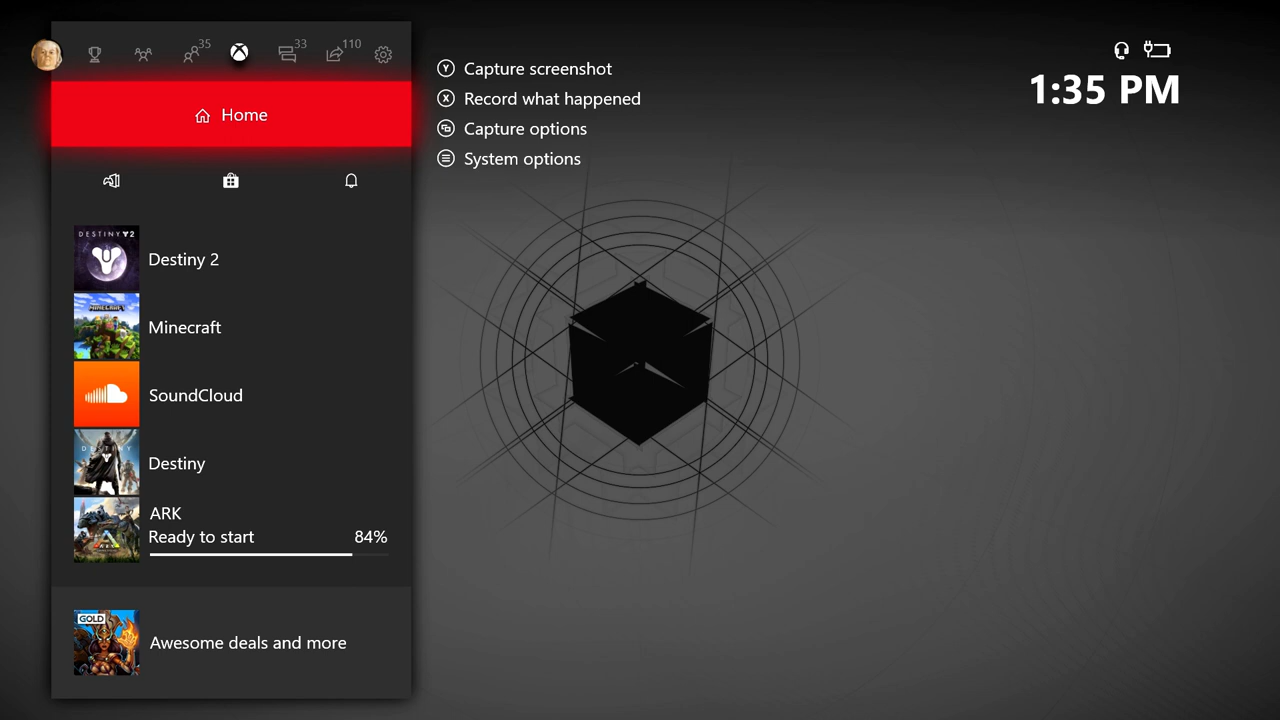 35
33
110
Home
Y Capture screenshot
X Record what happened
Capture options
System options
1:35 PM
DESTINY 2
Destiny 2
MINECRAFT
Minecraft
SoundCloud
DESTINY
Destiny
ARK
Ready to start 84%
GOLD
Awesome deals and more